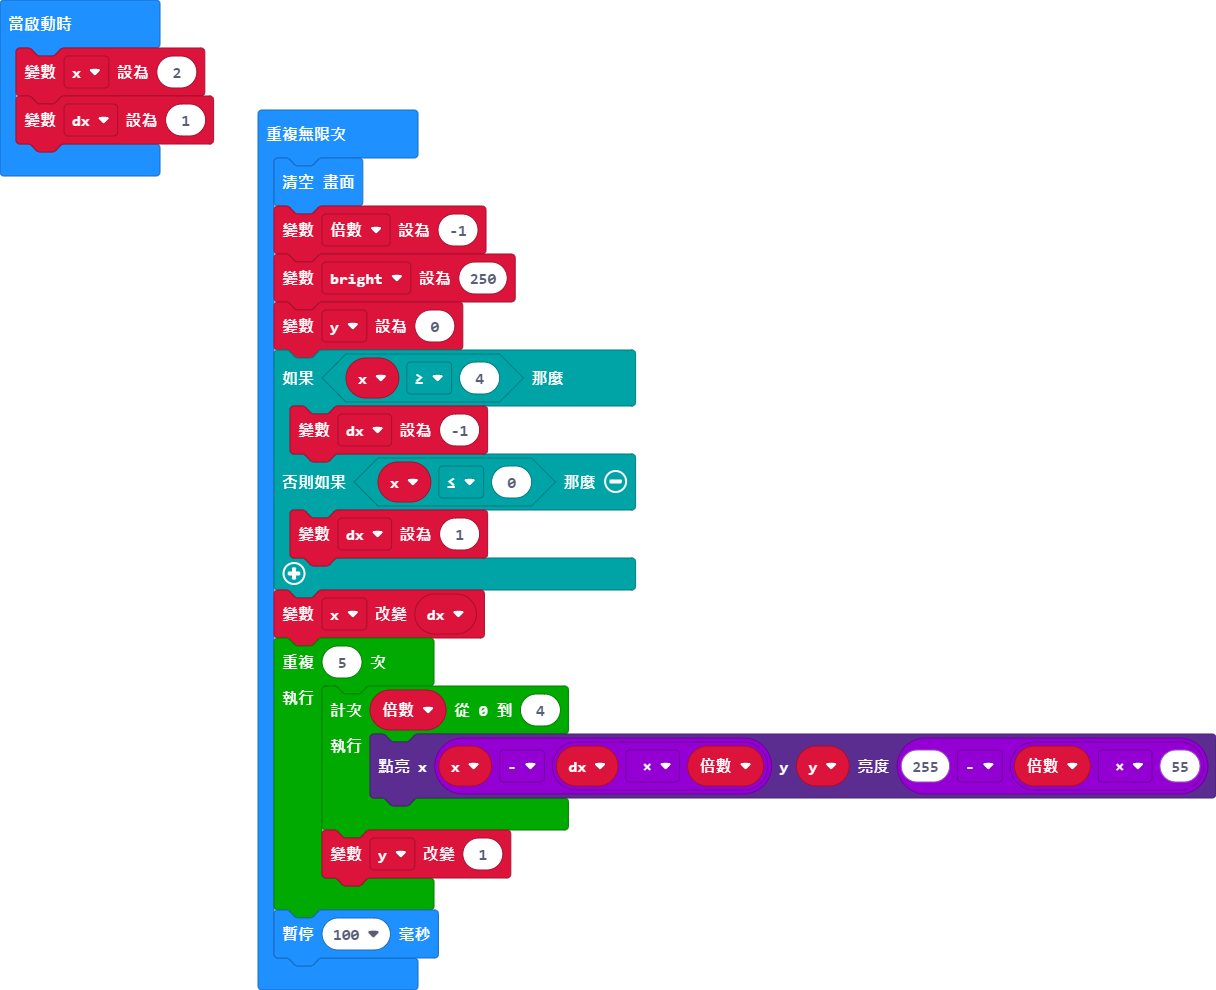 當啟動時
變數 x 設為 2
變數 dx 設為 1
重複無限次
清空 畫面
變數 倍數 設為 -1
變數 bright 設為 250
變數 y 設為 0
如果 x ≥ 4 那麼
變數 dx 設為 -1
否則如果 x ≤ 0 那麼
變數 dx 設為 1
變數 x 改變 dx
重複 5 次
執行
計次 倍數 從 0 到 4
執行
點亮 x x - dx × 倍數 y y 亮度 255 - 倍數 × 55
變數 y 改變 1
暫停 100 毫秒